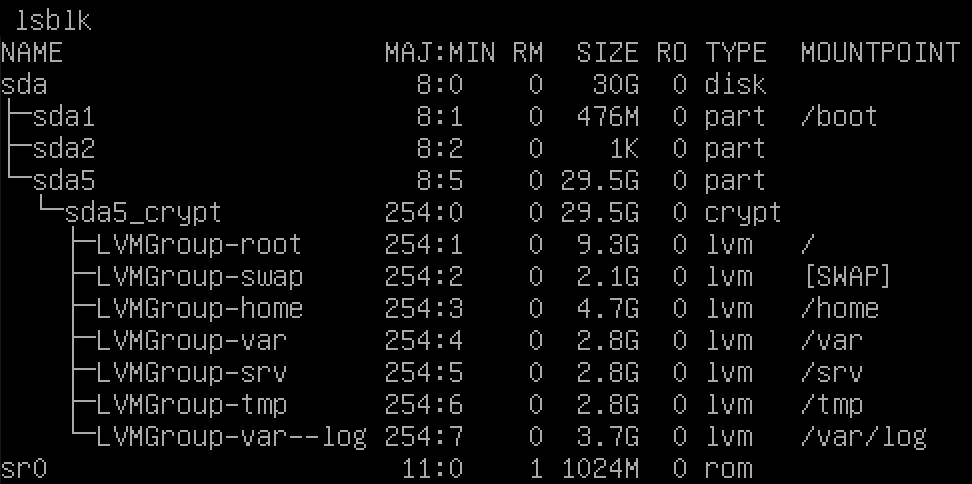 lsblk
NAME                    MAJ:MIN RM   SIZE RO TYPE  MOUNTPOINT
sda                       8:0    0    30G  0 disk
├─sda1                    8:1    0   476M  0 part  /boot
├─sda2                    8:2    0     1K  0 part
└─sda5                    8:5    0  29.5G  0 part
  └─sda5_crypt          254:0    0  29.5G  0 crypt
    ├─LVMGroup-root     254:1    0   9.3G  0 lvm   /
    ├─LVMGroup-swap     254:2    0   2.1G  0 lvm   [SWAP]
    ├─LVMGroup-home     254:3    0   4.7G  0 lvm   /home
    ├─LVMGroup-var      254:4    0   2.8G  0 lvm   /var
    ├─LVMGroup-srv      254:5    0   2.8G  0 lvm   /srv
    ├─LVMGroup-tmp      254:6    0   2.8G  0 lvm   /tmp
    └─LVMGroup-var--log 254:7    0   3.7G  0 lvm   /var/log
sr0                      11:0    1  1024M  0 rom